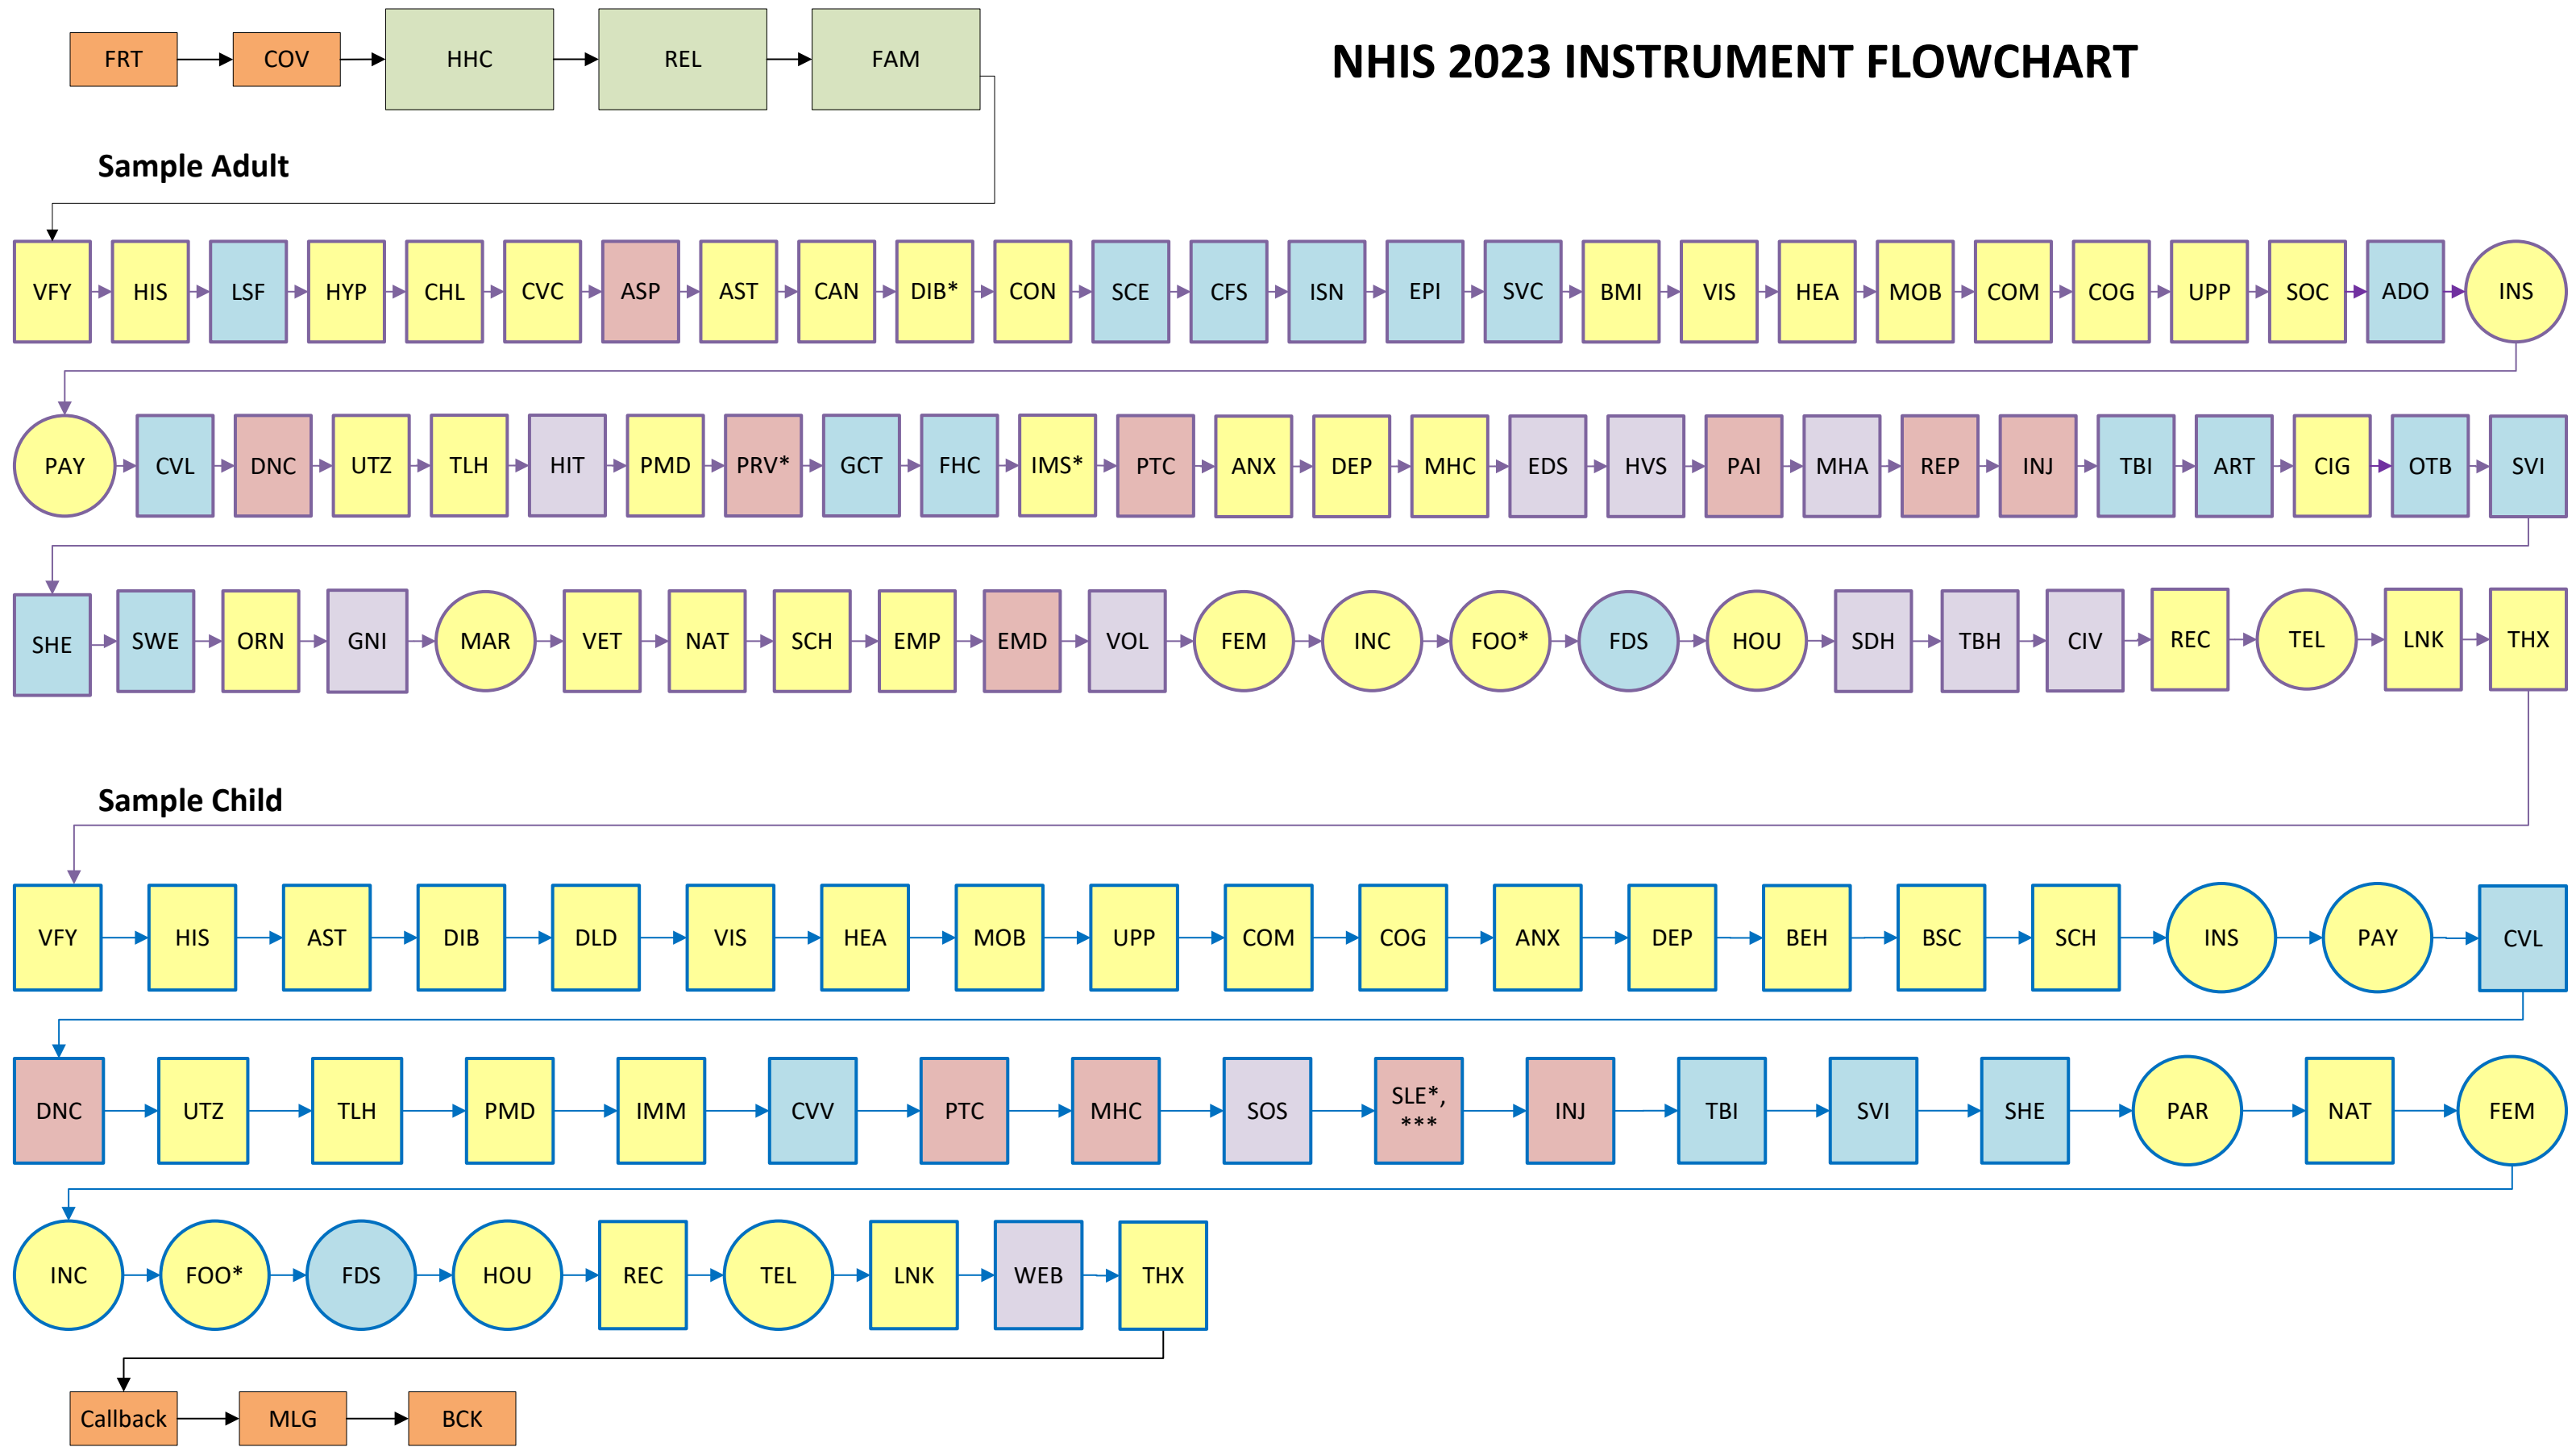 FRT COV HHC REL FAM
NHIS 2023 INSTRUMENT FLOWCHART
Sample Adult
VFY HIS LSF HYP CHL CVC ASP AST CAN DIB* CON SCE CFS ISN EPI SVC BMI VIS HEA MOB COM COG UPP SOC ADO INS
PAY CVL DNC UTZ TLH HIT PMD PRV* GCT FHC IMS* PTC ANX DEP MHC EDS HVS PAI MHA REP INJ TBI ART CIG OTB SVI
SHE SWE ORN GNI MAR VET NAT SCH EMP EMD VOL FEM INC FOO* FDS HOU SDH TBH CIV REC TEL LNK THX
Sample Child
VFY HIS AST DIB DLD VIS HEA MOB UPP COM COG ANX DEP BEH BSC SCH INS PAY CVL
DNC UTZ TLH PMD IMM CVV PTC MHC SOS SLE*, *** INJ TBI SVI SHE PAR NAT FEM
INC FOO* FDS HOU REC TEL LNK WEB THX
Callback MLG BCK